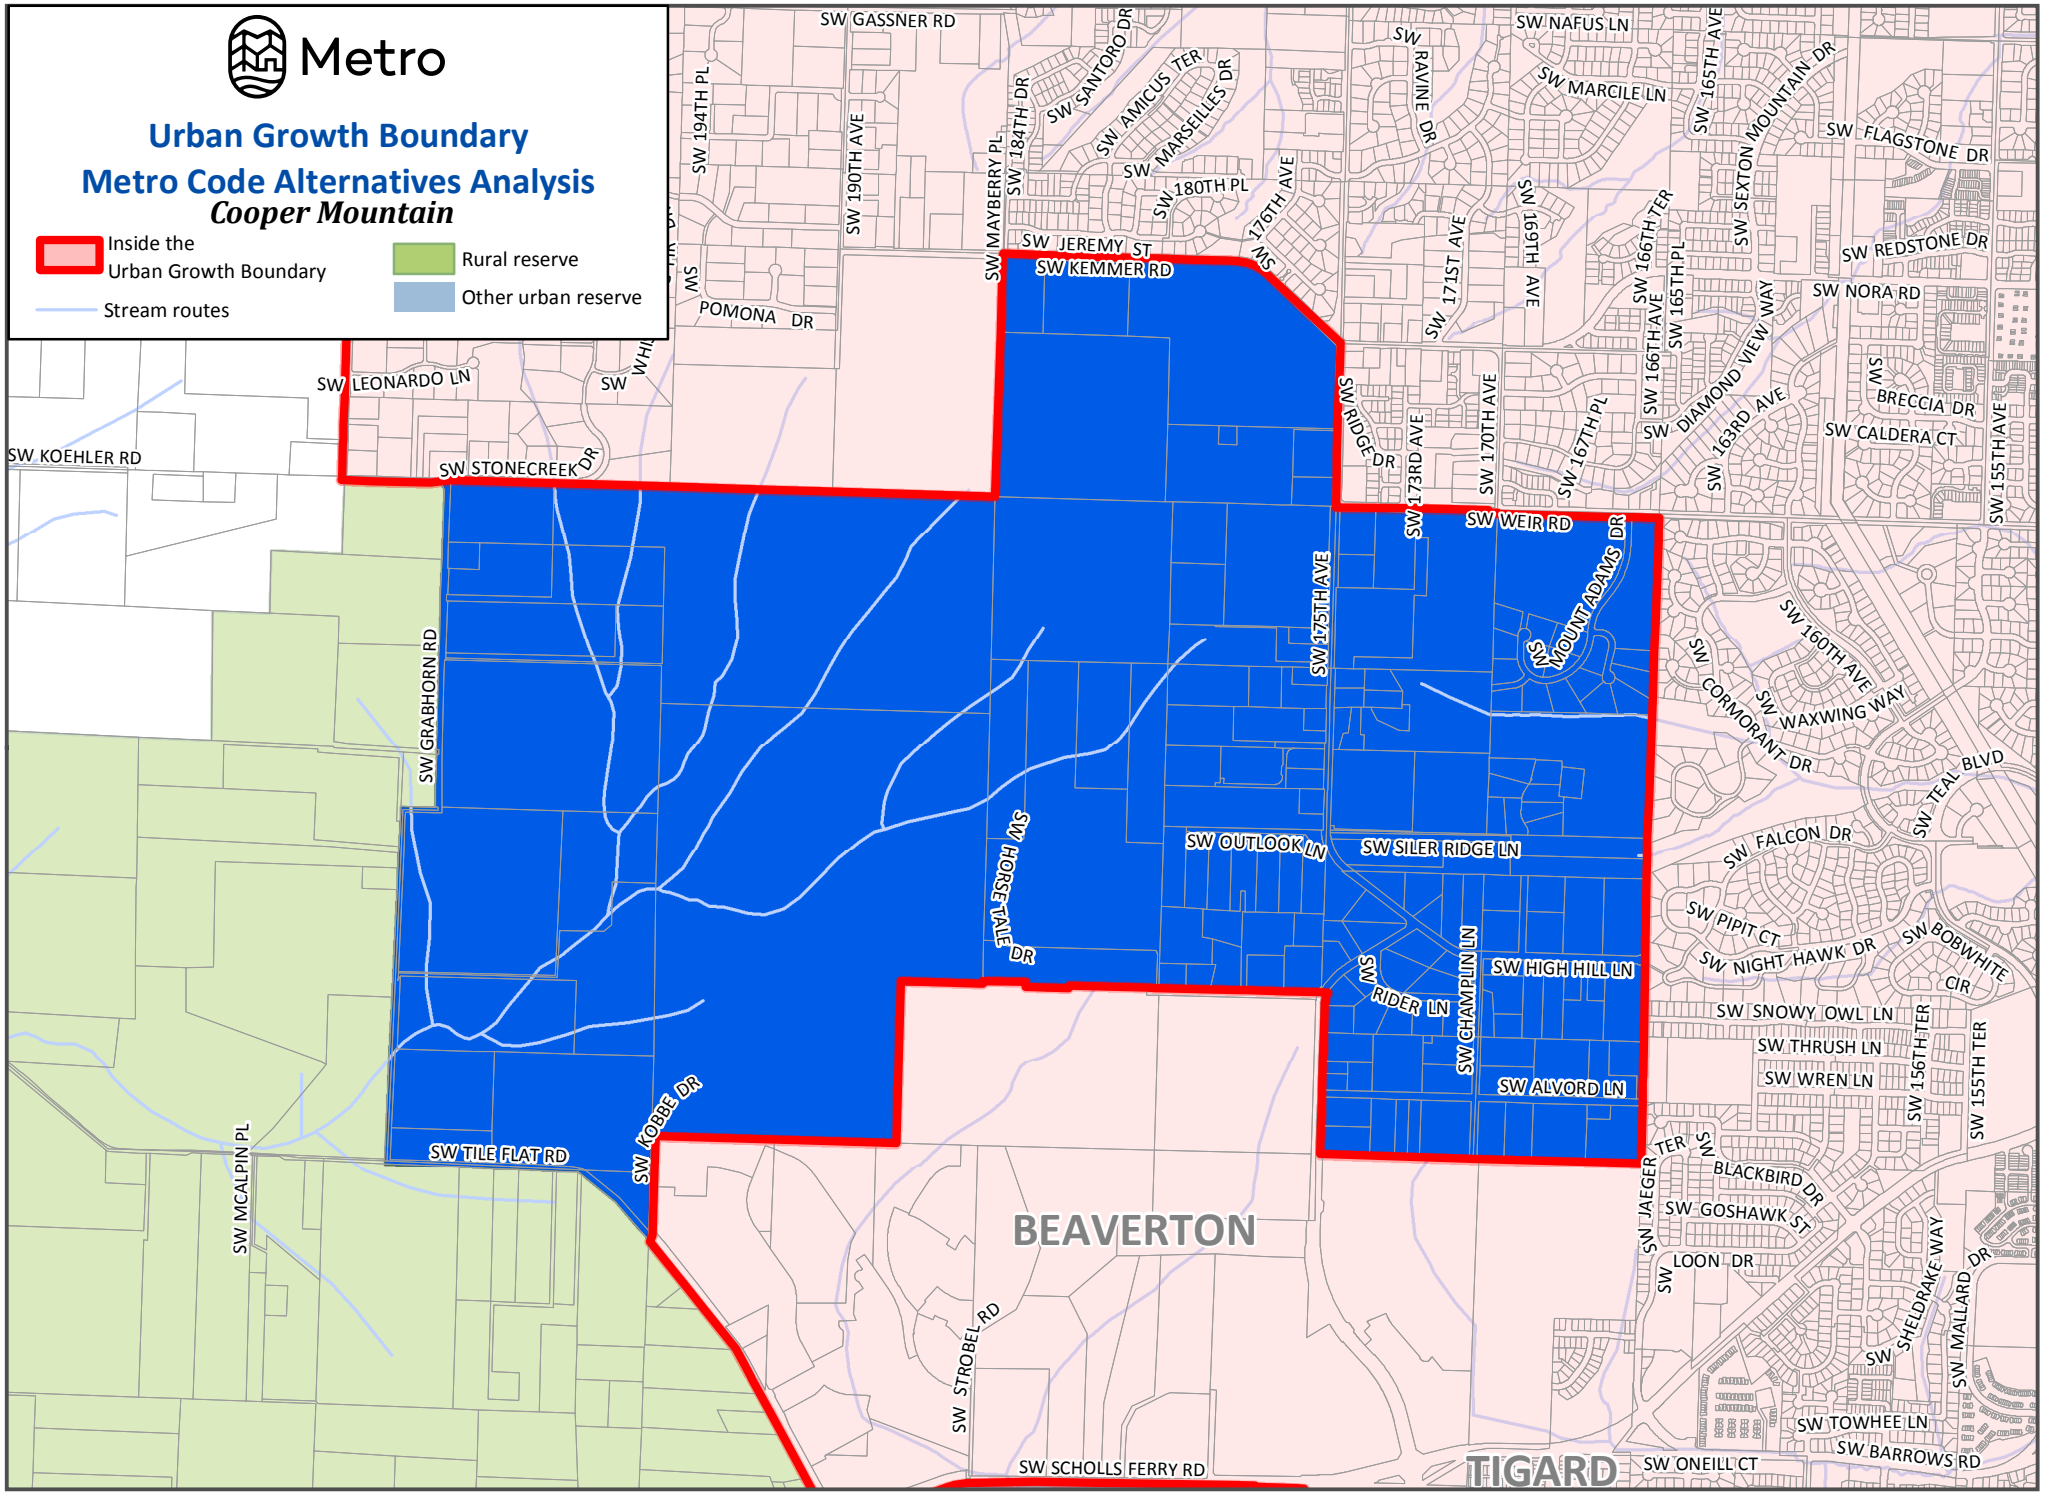 Metro
Urban Growth Boundary
Metro Code Alternatives Analysis
Cooper Mountain
Inside the
Urban Growth Boundary
Stream routes
Rural reserve
Other urban reserve
SW GASSNER RD
SW NAFUS LN
SW 194TH PL
SW 190TH AVE
SW MAYBERRY PL
SW 184TH DR
SW SANTORO DR
SW AMICUS TER
SW MARSEILLES DR
SW 180TH PL
SW 176TH AVE
SW RAVINE DR
SW MARCILE LN
SW 165TH AVE
SW SEXTON MOUNTAIN DR
SW FLAGSTONE DR
SW 171ST AVE
SW 169TH AVE
SW 166TH TER
SW 165TH PL
SW 166TH AVE
SW REDSTONE DR
SW NORA RD
SW JEREMY ST
SW KEMMER RD
SW
POMONA DR
SW LEONARDO LN
SW WHIS
SW KOEHLER RD
SW STONECREEK DR
SW RIDGE DR
SW 173RD AVE
SW 170TH AVE
SW 167TH PL
SW DIAMOND VIEW WAY
SW 163RD AVE
SW BRECCIA DR
SW CALDERA CT
SW 155TH AVE
SW WEIR RD
SW MOUNT ADAMS DR
SW 175TH AVE
SW GRABHORN RD
SW 160TH AVE
SW CORMORANT DR
SW WAXWING WAY
SW TEAL BLVD
SW HORSE TALE DR
SW OUTLOOK LN
SW SILER RIDGE LN
SW FALCON DR
SW PIPIT CT
SW NIGHT HAWK DR
SW BOBWHITE CIR
SW CHAMPLIN LN
SW HIGH HILL LN
SW RIDER LN
SW SNOWY OWL LN
SW THRUSH LN
SW WREN LN
SW 156TH TER
SW 155TH TER
SW ALVORD LN
SW KOBBE DR
SW TILE FLAT RD
SW MCALPIN PL
SW JAEGER TER
SW BLACKBIRD DR
SW GOSHAWK ST
SW LOON DR
BEAVERTON
SW STROBEL RD
SW SHELDRAKE WAY
SW MALLARD DR
SW TOWHEE LN
SW BARROWS RD
SW SCHOLLS FERRY RD
TIGARD
SW ONEILL CT